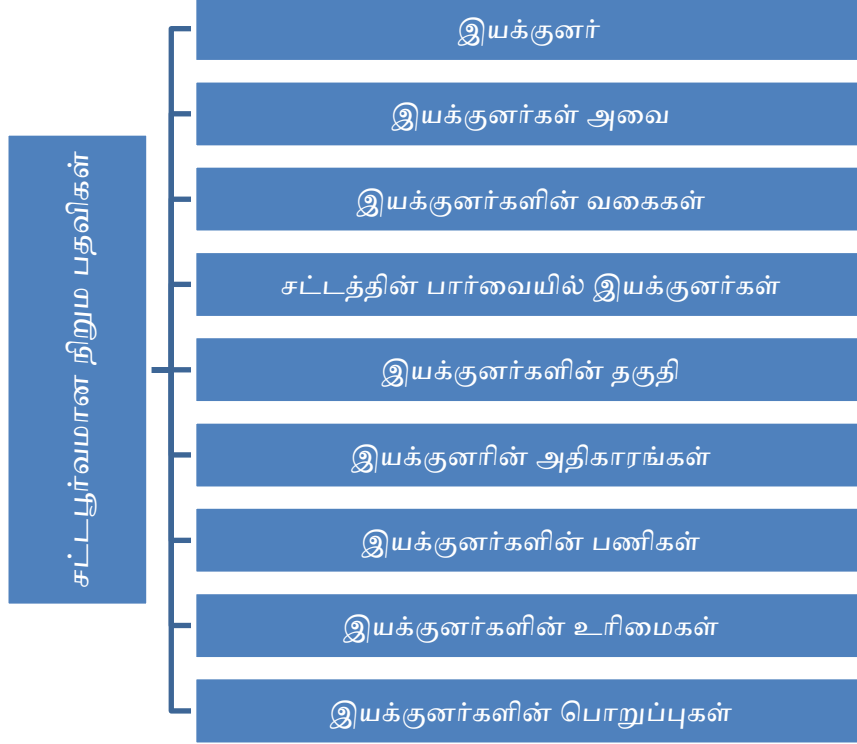 சட்டபூர்வமான நிறும பதவிகள்
இயக்குனர்
இயக்குனர்கள் அவை
இயக்குனர்களின் வகைகள்
சட்டத்தின் பார்வையில் இயக்குனர்கள்
இயக்குனர்களின் தகுதி
இயக்குனரின் அதிகாரங்கள்
இயக்குனர்களின் பணிகள்
இயக்குனர்களின் உரிமைகள்
இயக்குனர்களின் பொறுப்புகள்